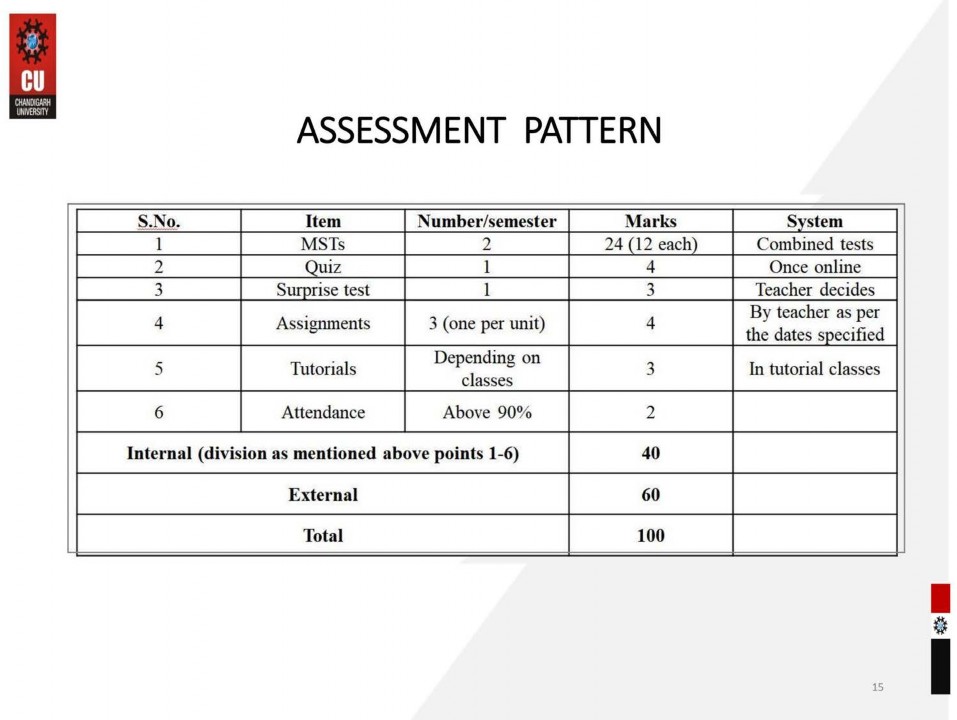 CU
CHANDIGARH
UNIVERSITY
ASSESSMENT PATTERN
S.No. Item Number/semester Marks System
1 MSTs 2 24 (12 each) Combined tests
2 Quiz 1 4 Once online
3 Surprise test 1 3 Teacher decides
4 Assignments 3 (one per unit) 4 By teacher as per
the dates specified
5 Tutorials Depending on
classes 3 In tutorial classes
6 Attendance Above 90% 2
Internal (division as mentioned above points 1-6) 40
External 60
Total 100
15